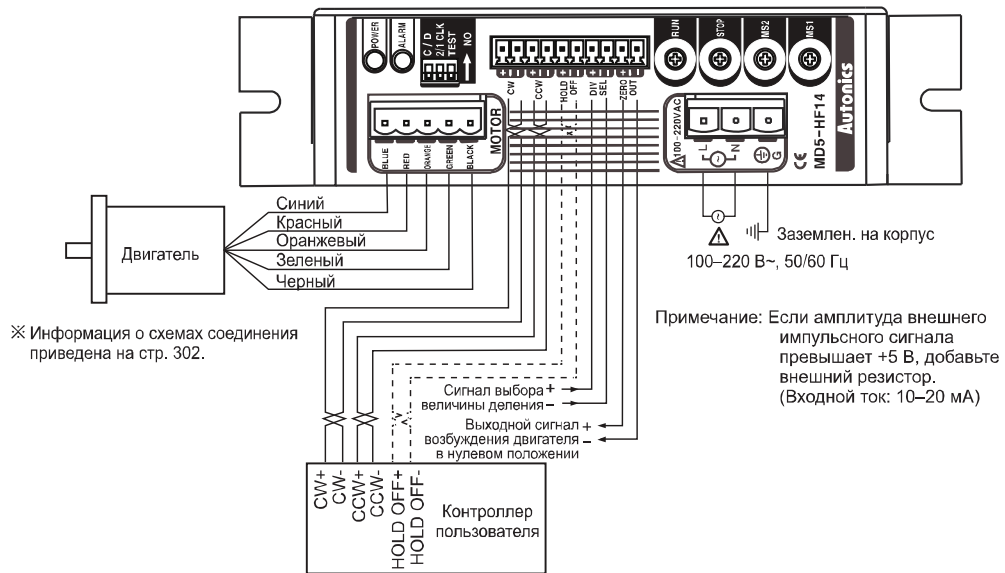 POWER
ALARM
C / D
2/1 CLK
TEST
NO
RUN
STOP
MS2
MS1
CW
CCW
HOLD OFF
DIV SEL
ZERO OUT
+ − + − + − + − + −
MOTOR
BLUE
RED
ORANGE
GREEN
BLACK
100-220VAC
L
N
G
CE
MD5-HF14
Autonics
Синий
Красный
Оранжевый
Зеленый
Черный
Двигатель
Заземлен. на корпус
100–220 В~, 50/60 Гц
※ Информация о схемах соединения
приведена на стр. 302.
Примечание: Если амплитуда внешнего
импульсного сигнала
превышает +5 В, добавьте
внешний резистор.
(Входной ток: 10–20 мА)
Сигнал выбора +
величины деления −
Выходной сигнал +
возбуждения двигателя −
в нулевом положении
CW+
CW-
CCW+
CCW-
HOLD OFF+
HOLD OFF-
Контроллер
пользователя